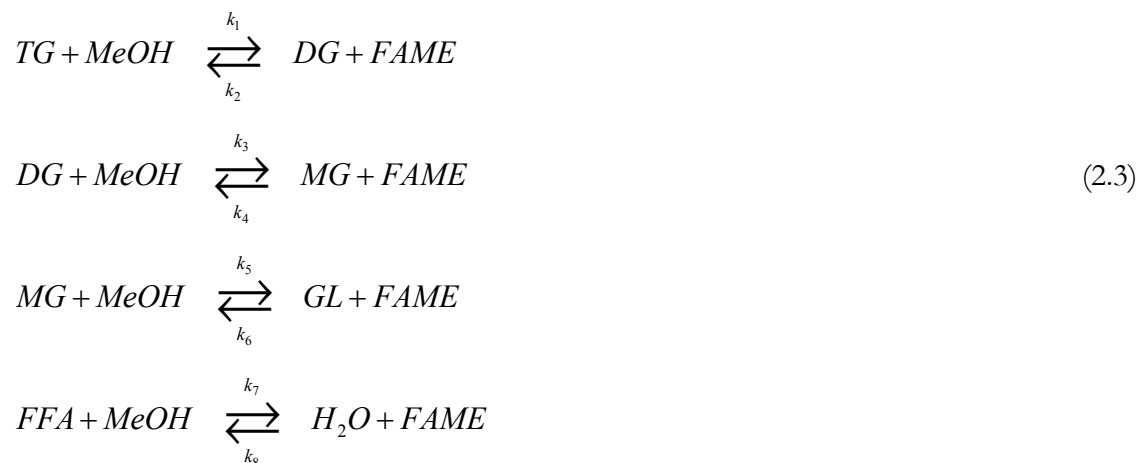 TG + MeOH ⇄ DG + FAME k₁ k₂
DG + MeOH ⇄ MG + FAME k₃ k₄ (2.3)
MG + MeOH ⇄ GL + FAME k₅ k₆
FFA + MeOH ⇄ H₂O + FAME k₇ k₈